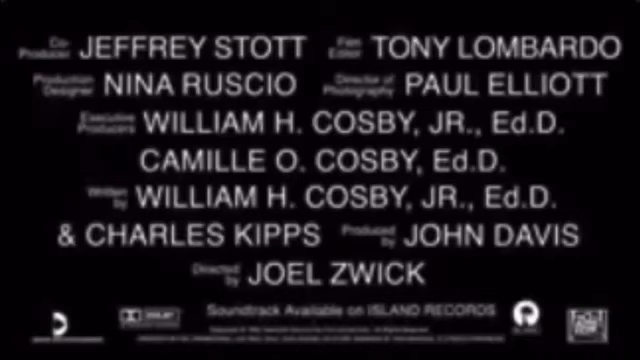 Co-Producer JEFFREY STOTT Film Editor TONY LOMBARDO
Production Designer NINA RUSCIO Director of Photography PAUL ELLIOTT
Executive Producers WILLIAM H. COSBY, JR., Ed.D.
CAMILLE O. COSBY, Ed.D.
Written by WILLIAM H. COSBY, JR., Ed.D.
& CHARLES KIPPS Produced by JOHN DAVIS
Directed by JOEL ZWICK
DOLBY Soundtrack Available on ISLAND RECORDS